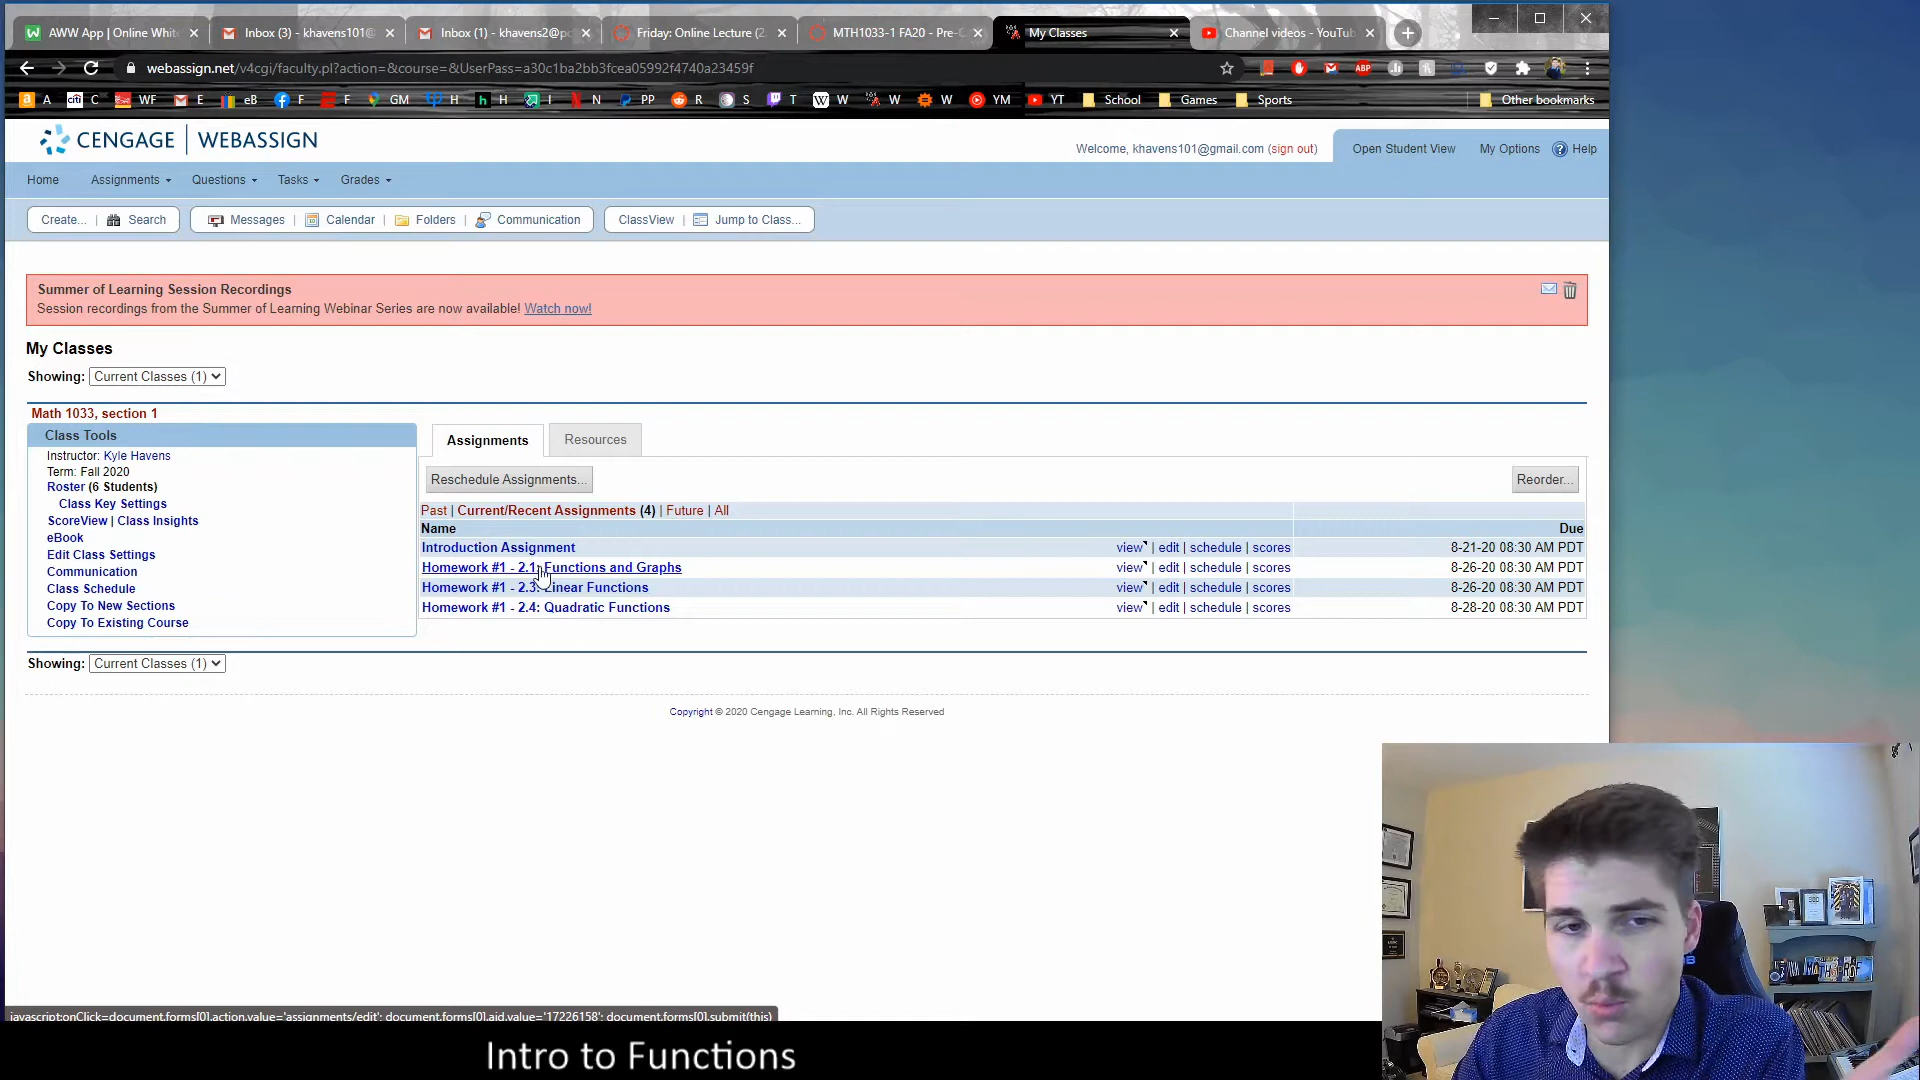 AWW App | Online Whit
Inbox (3) - khavens101@
Inbox (1) - khavens2@p
Friday: Online Lecture (2
MTH1033-1 FA20 - Pre-C
My Classes
Channel videos - YouTub
webassign.net/v4cgi/faculty.pl?action=&course=&UserPass=a30c1ba2bb3fcea05992f4740a23459f
ABP
A
citi C
WF
E
eB
F
F
GM
H
h H
I
N
PP
R
S
T
W W
W
W
YM
YT
School
Games
Sports
Other bookmarks
CENGAGE | WEBASSIGN
Welcome, khavens101@gmail.com (sign out)
Open Student View
My Options
Help
Home
Assignments
Questions
Tasks
Grades
Create... | Search
Messages | Calendar | Folders | Communication
ClassView | Jump to Class...
Summer of Learning Session Recordings
Session recordings from the Summer of Learning Webinar Series are now available! Watch now!
My Classes
Showing: Current Classes (1)
Math 1033, section 1
Class Tools
Instructor: Kyle Havens
Term: Fall 2020
Roster (6 Students)
Class Key Settings
ScoreView | Class Insights
eBook
Edit Class Settings
Communication
Class Schedule
Copy To New Sections
Copy To Existing Course
Assignments
Resources
Reschedule Assignments...
Reorder...
Past | Current/Recent Assignments (4) | Future | All
Name Due
Introduction Assignment view | edit | schedule | scores 8-21-20 08:30 AM PDT
Homework #1 - 2.1: Functions and Graphs view | edit | schedule | scores 8-26-20 08:30 AM PDT
Homework #1 - 2.3: Linear Functions view | edit | schedule | scores 8-26-20 08:30 AM PDT
Homework #1 - 2.4: Quadratic Functions view | edit | schedule | scores 8-28-20 08:30 AM PDT
Showing: Current Classes (1)
Copyright © 2020 Cengage Learning, Inc. All Rights Reserved
javascript:onClick=document.forms[0].action.value='assignments/edit'; document.forms[0].aid.value='17226158'; document.forms[0].submit(this)
Intro to Functions